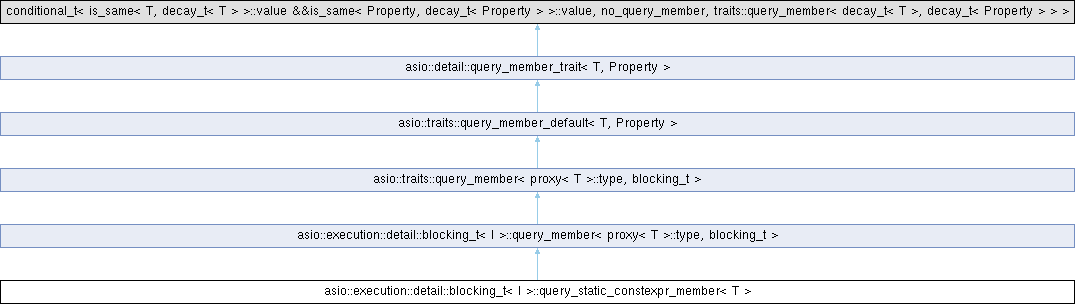 conditional_t< is_same< T, decay_t< T > >::value &&is_same< Property, decay_t< Property > >::value, no_query_member, traits::query_member< decay_t< T >, decay_t< Property > > >
asio::detail::query_member_trait< T, Property >
asio::traits::query_member_default< T, Property >
asio::traits::query_member< proxy< T >::type, blocking_t >
asio::execution::detail::blocking_t< I >::query_member< proxy< T >::type, blocking_t >
asio::execution::detail::blocking_t< I >::query_static_constexpr_member< T >